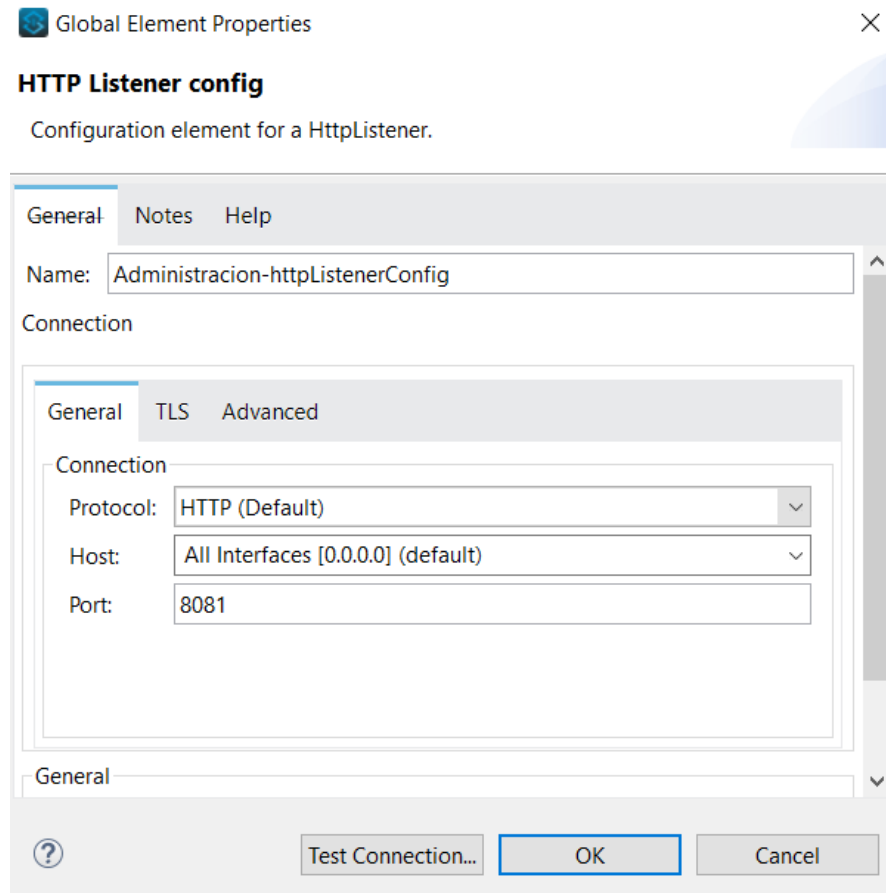 Global Element Properties
HTTP Listener config
Configuration element for a HttpListener.
General Notes Help
Name: Administracion-httpListenerConfig
Connection
General TLS Advanced
Connection
Protocol: HTTP (Default)
Host: All Interfaces [0.0.0.0] (default)
Port: 8081
General
Test Connection... OK Cancel